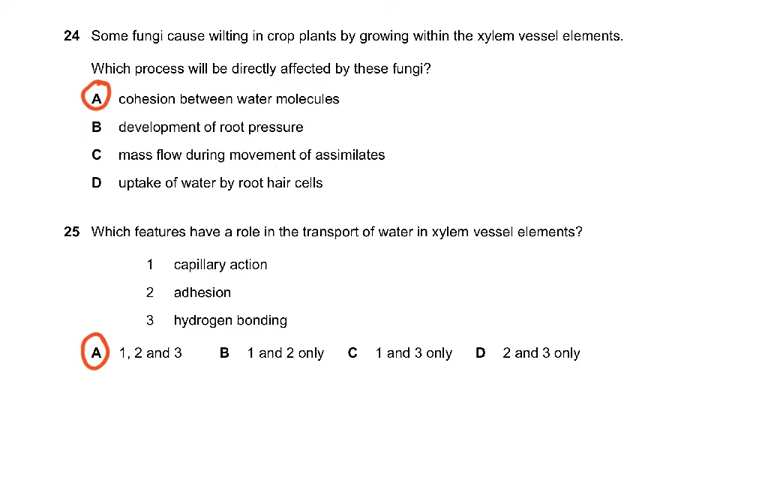 24 Some fungi cause wilting in crop plants by growing within the xylem vessel elements.
Which process will be directly affected by these fungi?
A cohesion between water molecules
B development of root pressure
C mass flow during movement of assimilates
D uptake of water by root hair cells
25 Which features have a role in the transport of water in xylem vessel elements?
1 capillary action
2 adhesion
3 hydrogen bonding
A 1, 2 and 3 B 1 and 2 only C 1 and 3 only D 2 and 3 only